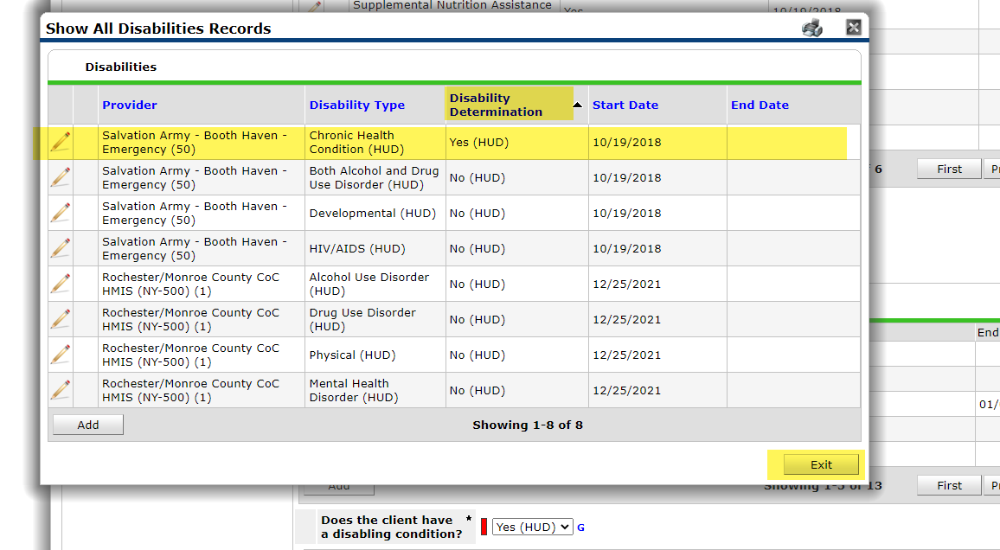 Supplemental Nutrition Assistance
Yes
10/19/2018
Show All Disabilities Records
Disabilities
Provider
Disability Type
Disability
Determination
Start Date
End Date
Salvation Army - Booth Haven -
Emergency (50)
Chronic Health
Condition (HUD)
Yes (HUD)
10/19/2018
Salvation Army - Booth Haven -
Emergency (50)
Both Alcohol and Drug
Use Disorder (HUD)
No (HUD)
10/19/2018
Salvation Army - Booth Haven -
Emergency (50)
Developmental (HUD)
No (HUD)
10/19/2018
Salvation Army - Booth Haven -
Emergency (50)
HIV/AIDS (HUD)
No (HUD)
10/19/2018
Rochester/Monroe County CoC
HMIS (NY-500) (1)
Alcohol Use Disorder
(HUD)
No (HUD)
12/25/2021
Rochester/Monroe County CoC
HMIS (NY-500) (1)
Drug Use Disorder
(HUD)
No (HUD)
12/25/2021
Rochester/Monroe County CoC
HMIS (NY-500) (1)
Physical (HUD)
No (HUD)
12/25/2021
Rochester/Monroe County CoC
HMIS (NY-500) (1)
Mental Health
Disorder (HUD)
No (HUD)
12/25/2021
Add
Showing 1-8 of 8
Exit
6
First
End
01/
Add
Showing 1-5 of 13
First
Does the client have
a disabling condition? *
Yes (HUD)
G